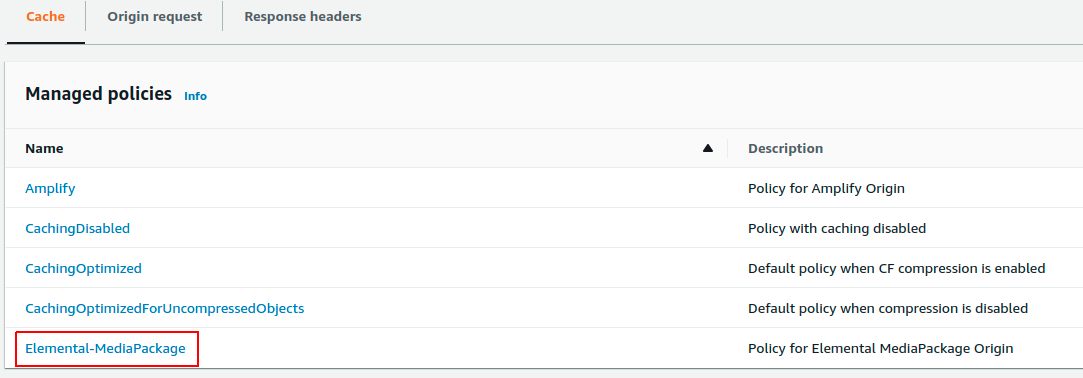 Cache Origin request Response headers
Managed policies Info
Name Description
Amplify Policy for Amplify Origin
CachingDisabled Policy with caching disabled
CachingOptimized Default policy when CF compression is enabled
CachingOptimizedForUncompressedObjects Default policy when compression is disabled
Elemental-MediaPackage Policy for Elemental MediaPackage Origin